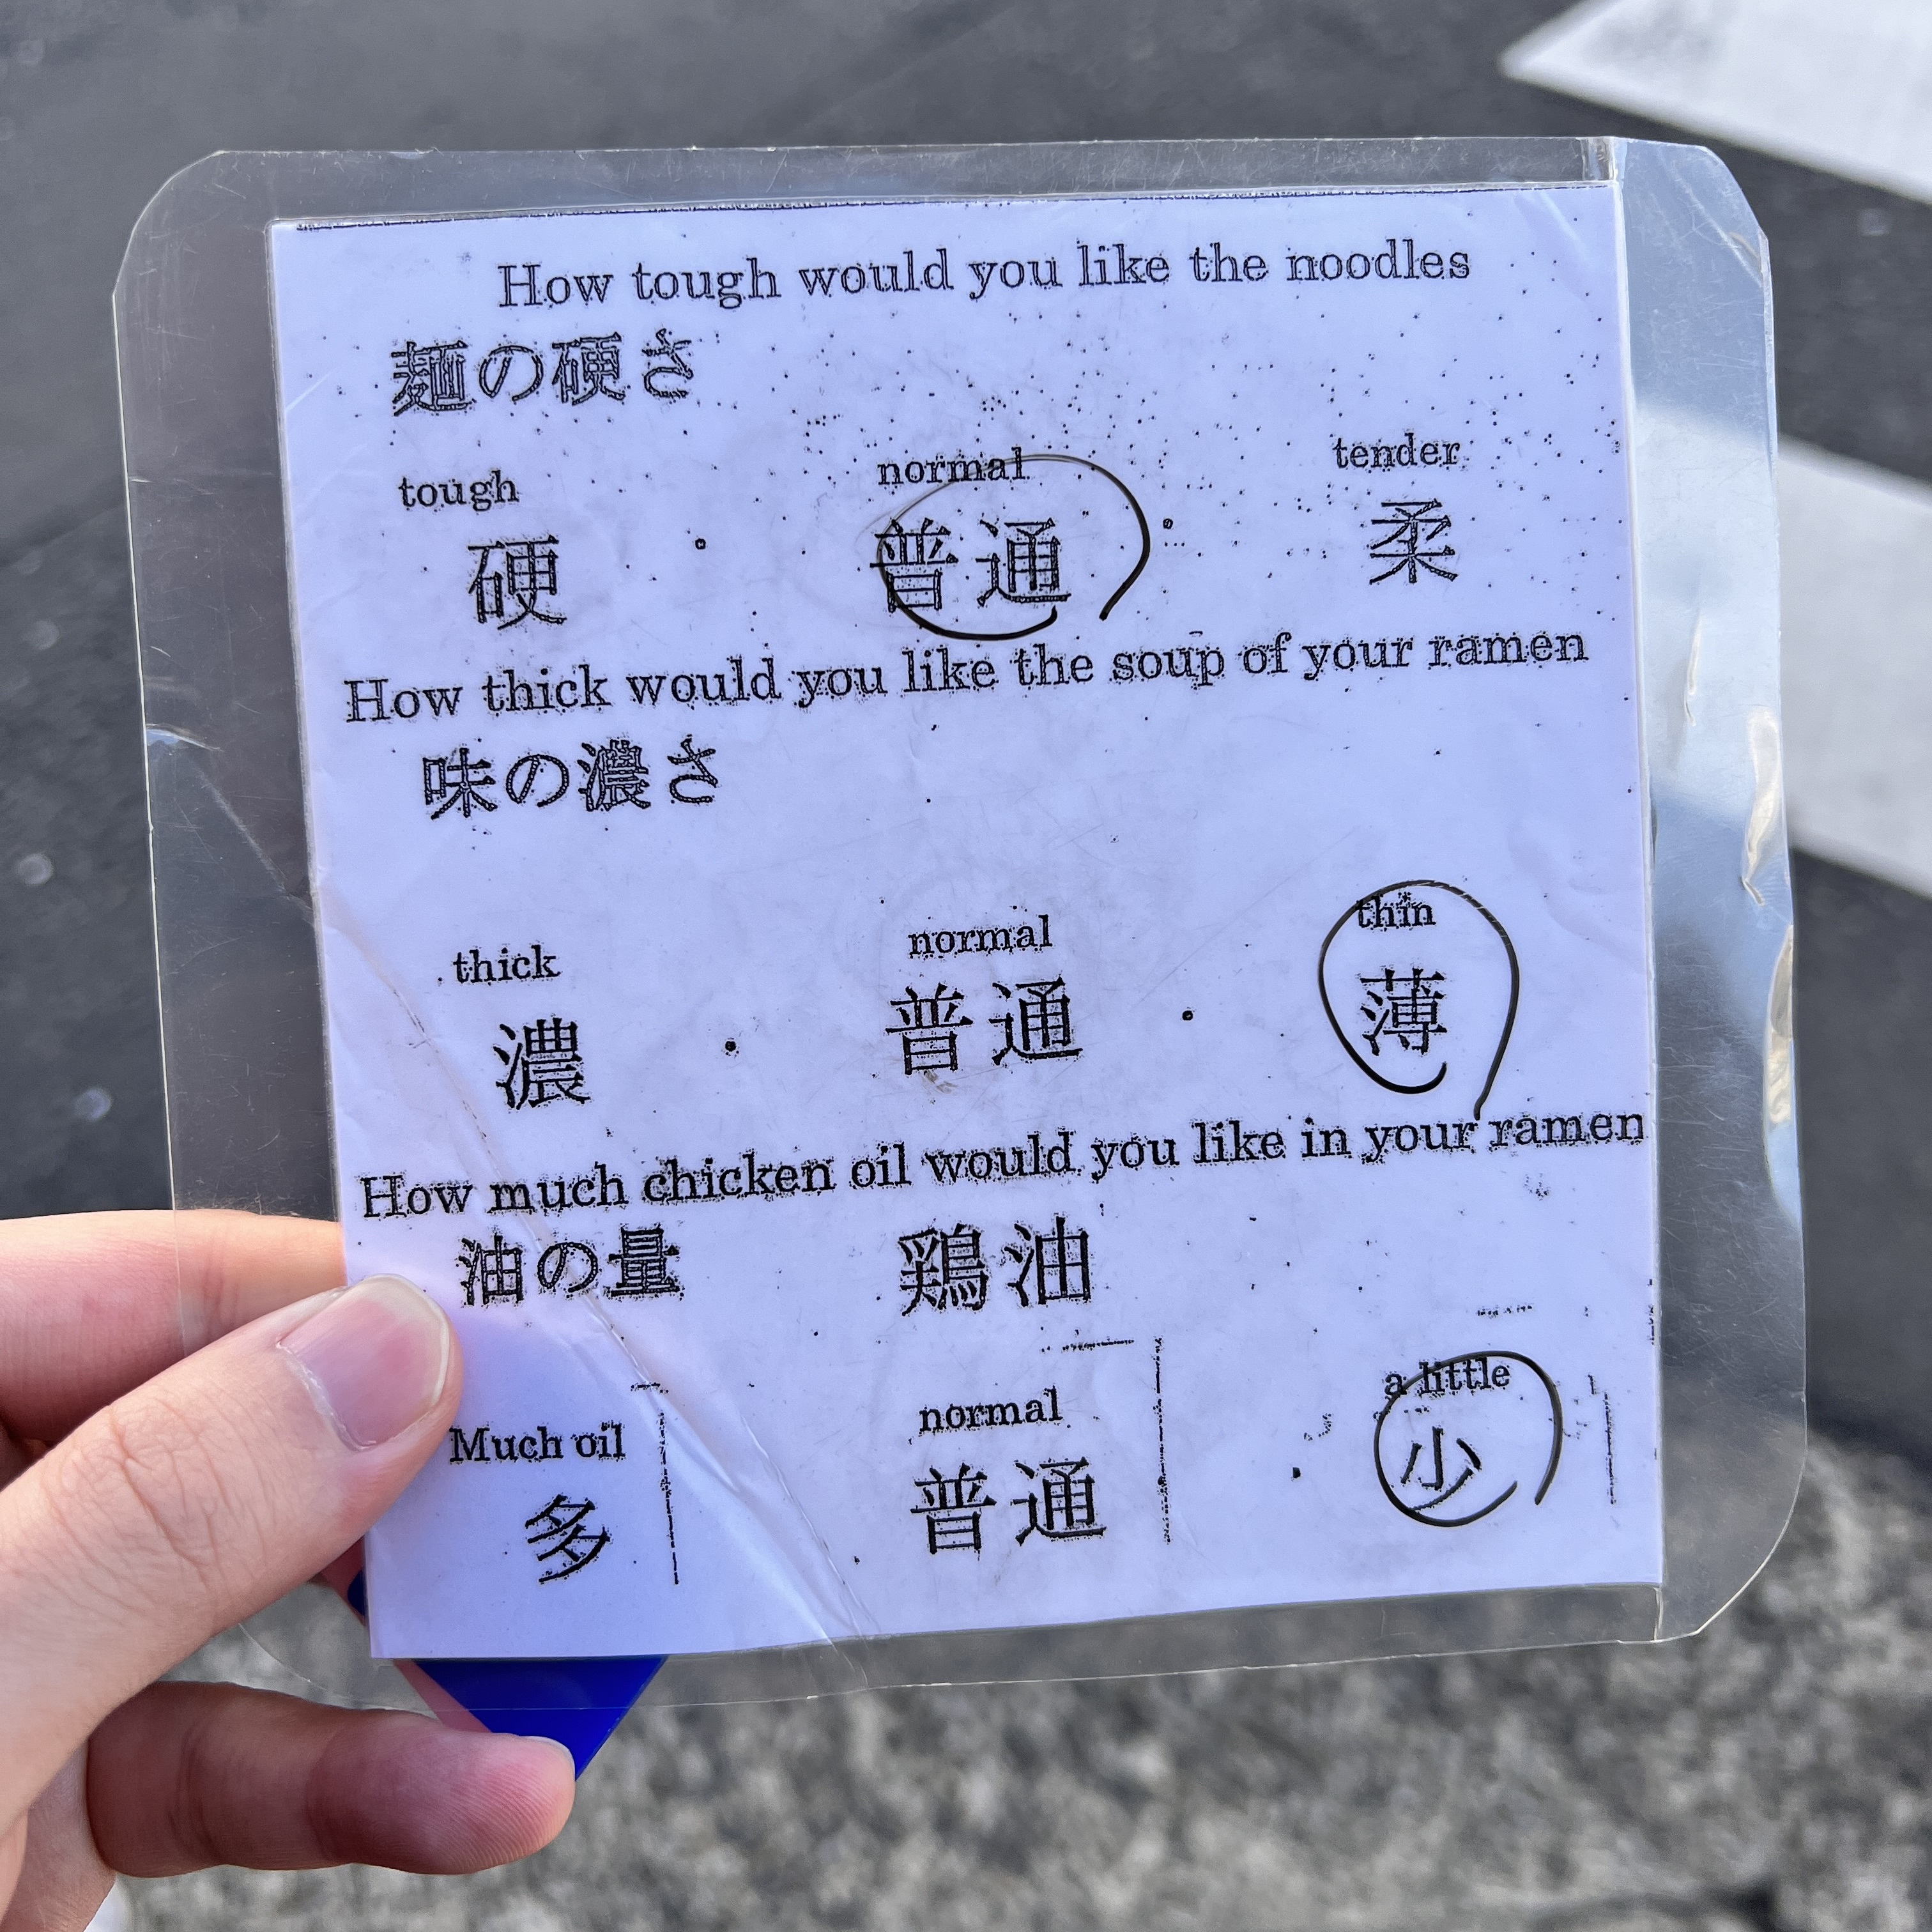 How tough would you like the noodles
麺の硬さ
tough normal tender
硬 ・ 普通 ・ 柔
How thick would you like the soup of your ramen
味の濃さ
thick normal thin
濃 ・ 普通 ・ 薄
How much chicken oil would you like in your ramen
油の量 鶏油
Much oil normal a little
多 普通 ・ 少